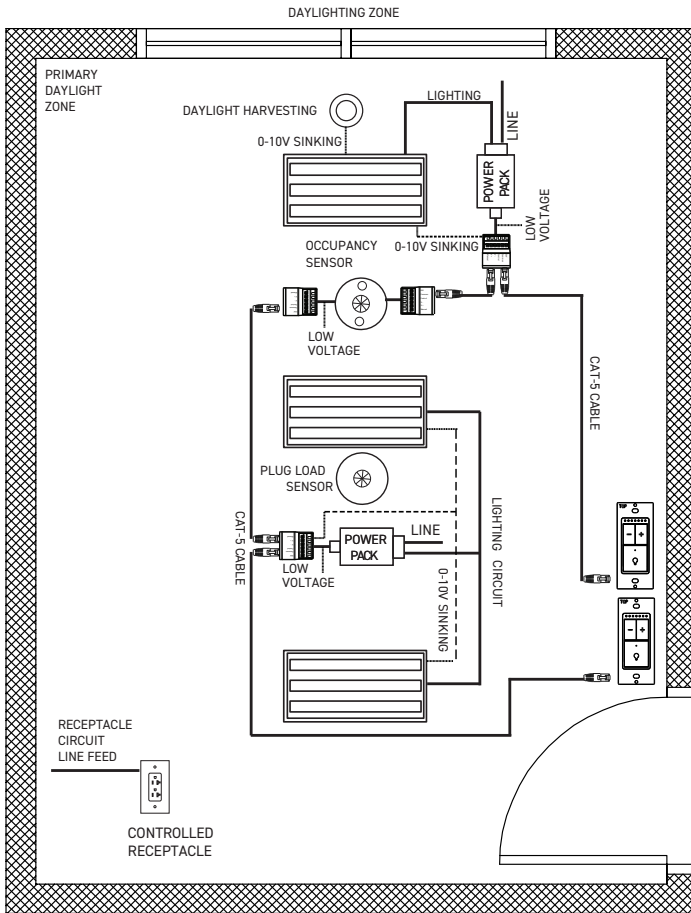 DAYLIGHTING ZONE
PRIMARY
DAYLIGHT
ZONE
DAYLIGHT HARVESTING
0-10V SINKING
LIGHTING
LINE
POWER
PACK
LOW
VOLTAGE
0-10V SINKING
OCCUPANCY
SENSOR
LOW
VOLTAGE
CAT-5 CABLE
PLUG LOAD
SENSOR
CAT-5 CABLE
LOW
VOLTAGE
POWER
PACK
LINE
0-10V SINKING
LIGHTING CIRCUIT
TOP
- +
TOP
- +
RECEPTACLE
CIRCUIT
LINE FEED
CONTROLLED
RECEPTACLE